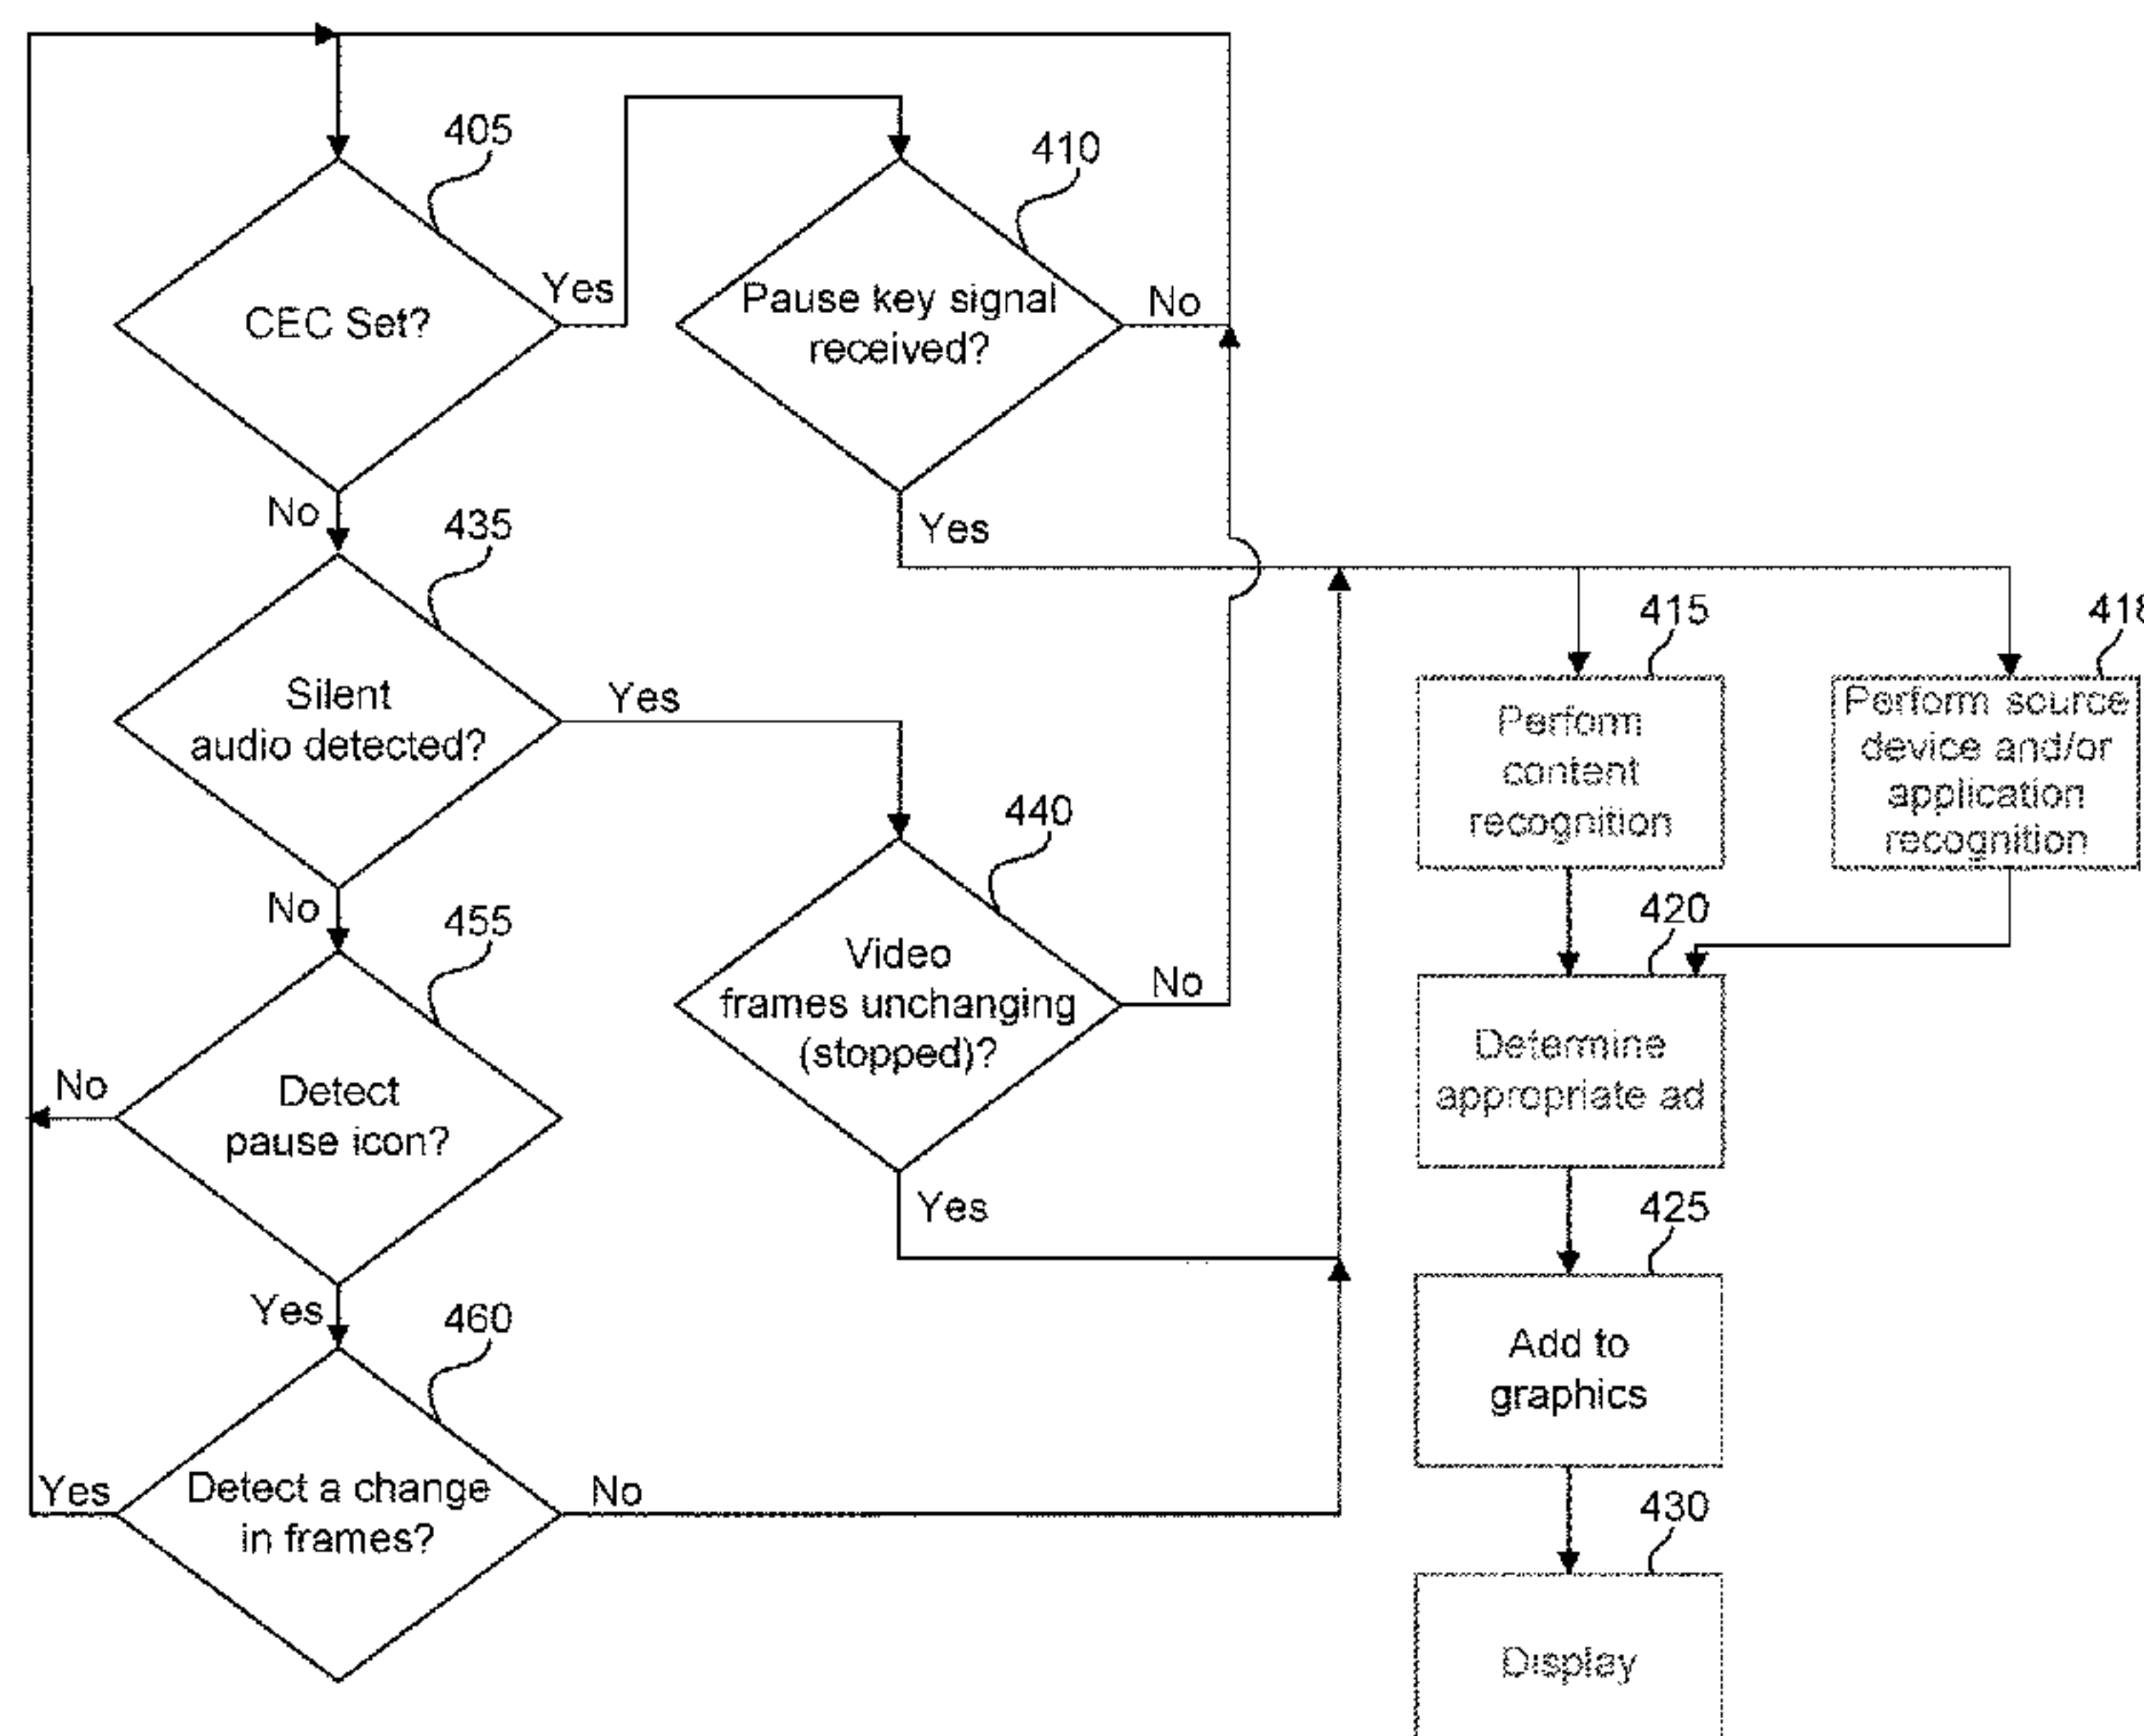 405
CEC Set?
Yes
No
410
Pause key signal
received?
No
Yes
435
Silent
audio detected?
Yes
No
440
Video
frames unchanging
(stopped)?
No
Yes
455
Detect
pause icon?
No
Yes
460
Detect a change
in frames?
Yes
No
415
Perform
content
recognition
418
Perform source
device and/or
application
recognition
420
Determine
appropriate ad
425
Add to
graphics
430
Display